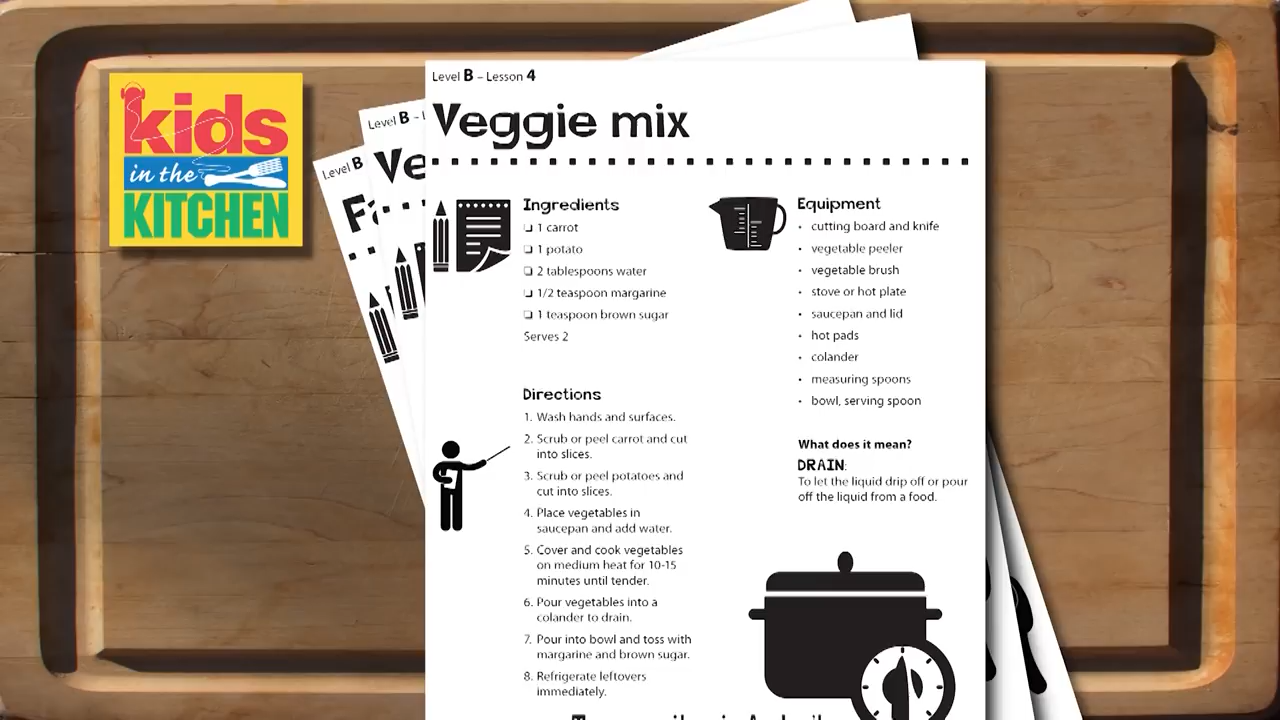 kids
in the
KITCHEN
Level B
Level B –
Ve
Level B – Lesson 4
Veggie mix
Ingredients
❑ 1 carrot
❑ 1 potato
❑ 2 tablespoons water
❑ 1/2 teaspoon margarine
❑ 1 teaspoon brown sugar
Serves 2
Directions
1. Wash hands and surfaces.
2. Scrub or peel carrot and cut
into slices.
3. Scrub or peel potatoes and
cut into slices.
4. Place vegetables in
saucepan and add water.
5. Cover and cook vegetables
on medium heat for 10-15
minutes until tender.
6. Pour vegetables into a
colander to drain.
7. Pour into bowl and toss with
margarine and brown sugar.
8. Refrigerate leftovers
immediately.
Equipment
• cutting board and knife
• vegetable peeler
• vegetable brush
• stove or hot plate
• saucepan and lid
• hot pads
• colander
• measuring spoons
• bowl, serving spoon
What does it mean?
DRAIN:
To let the liquid drip off or pour
off the liquid from a food.